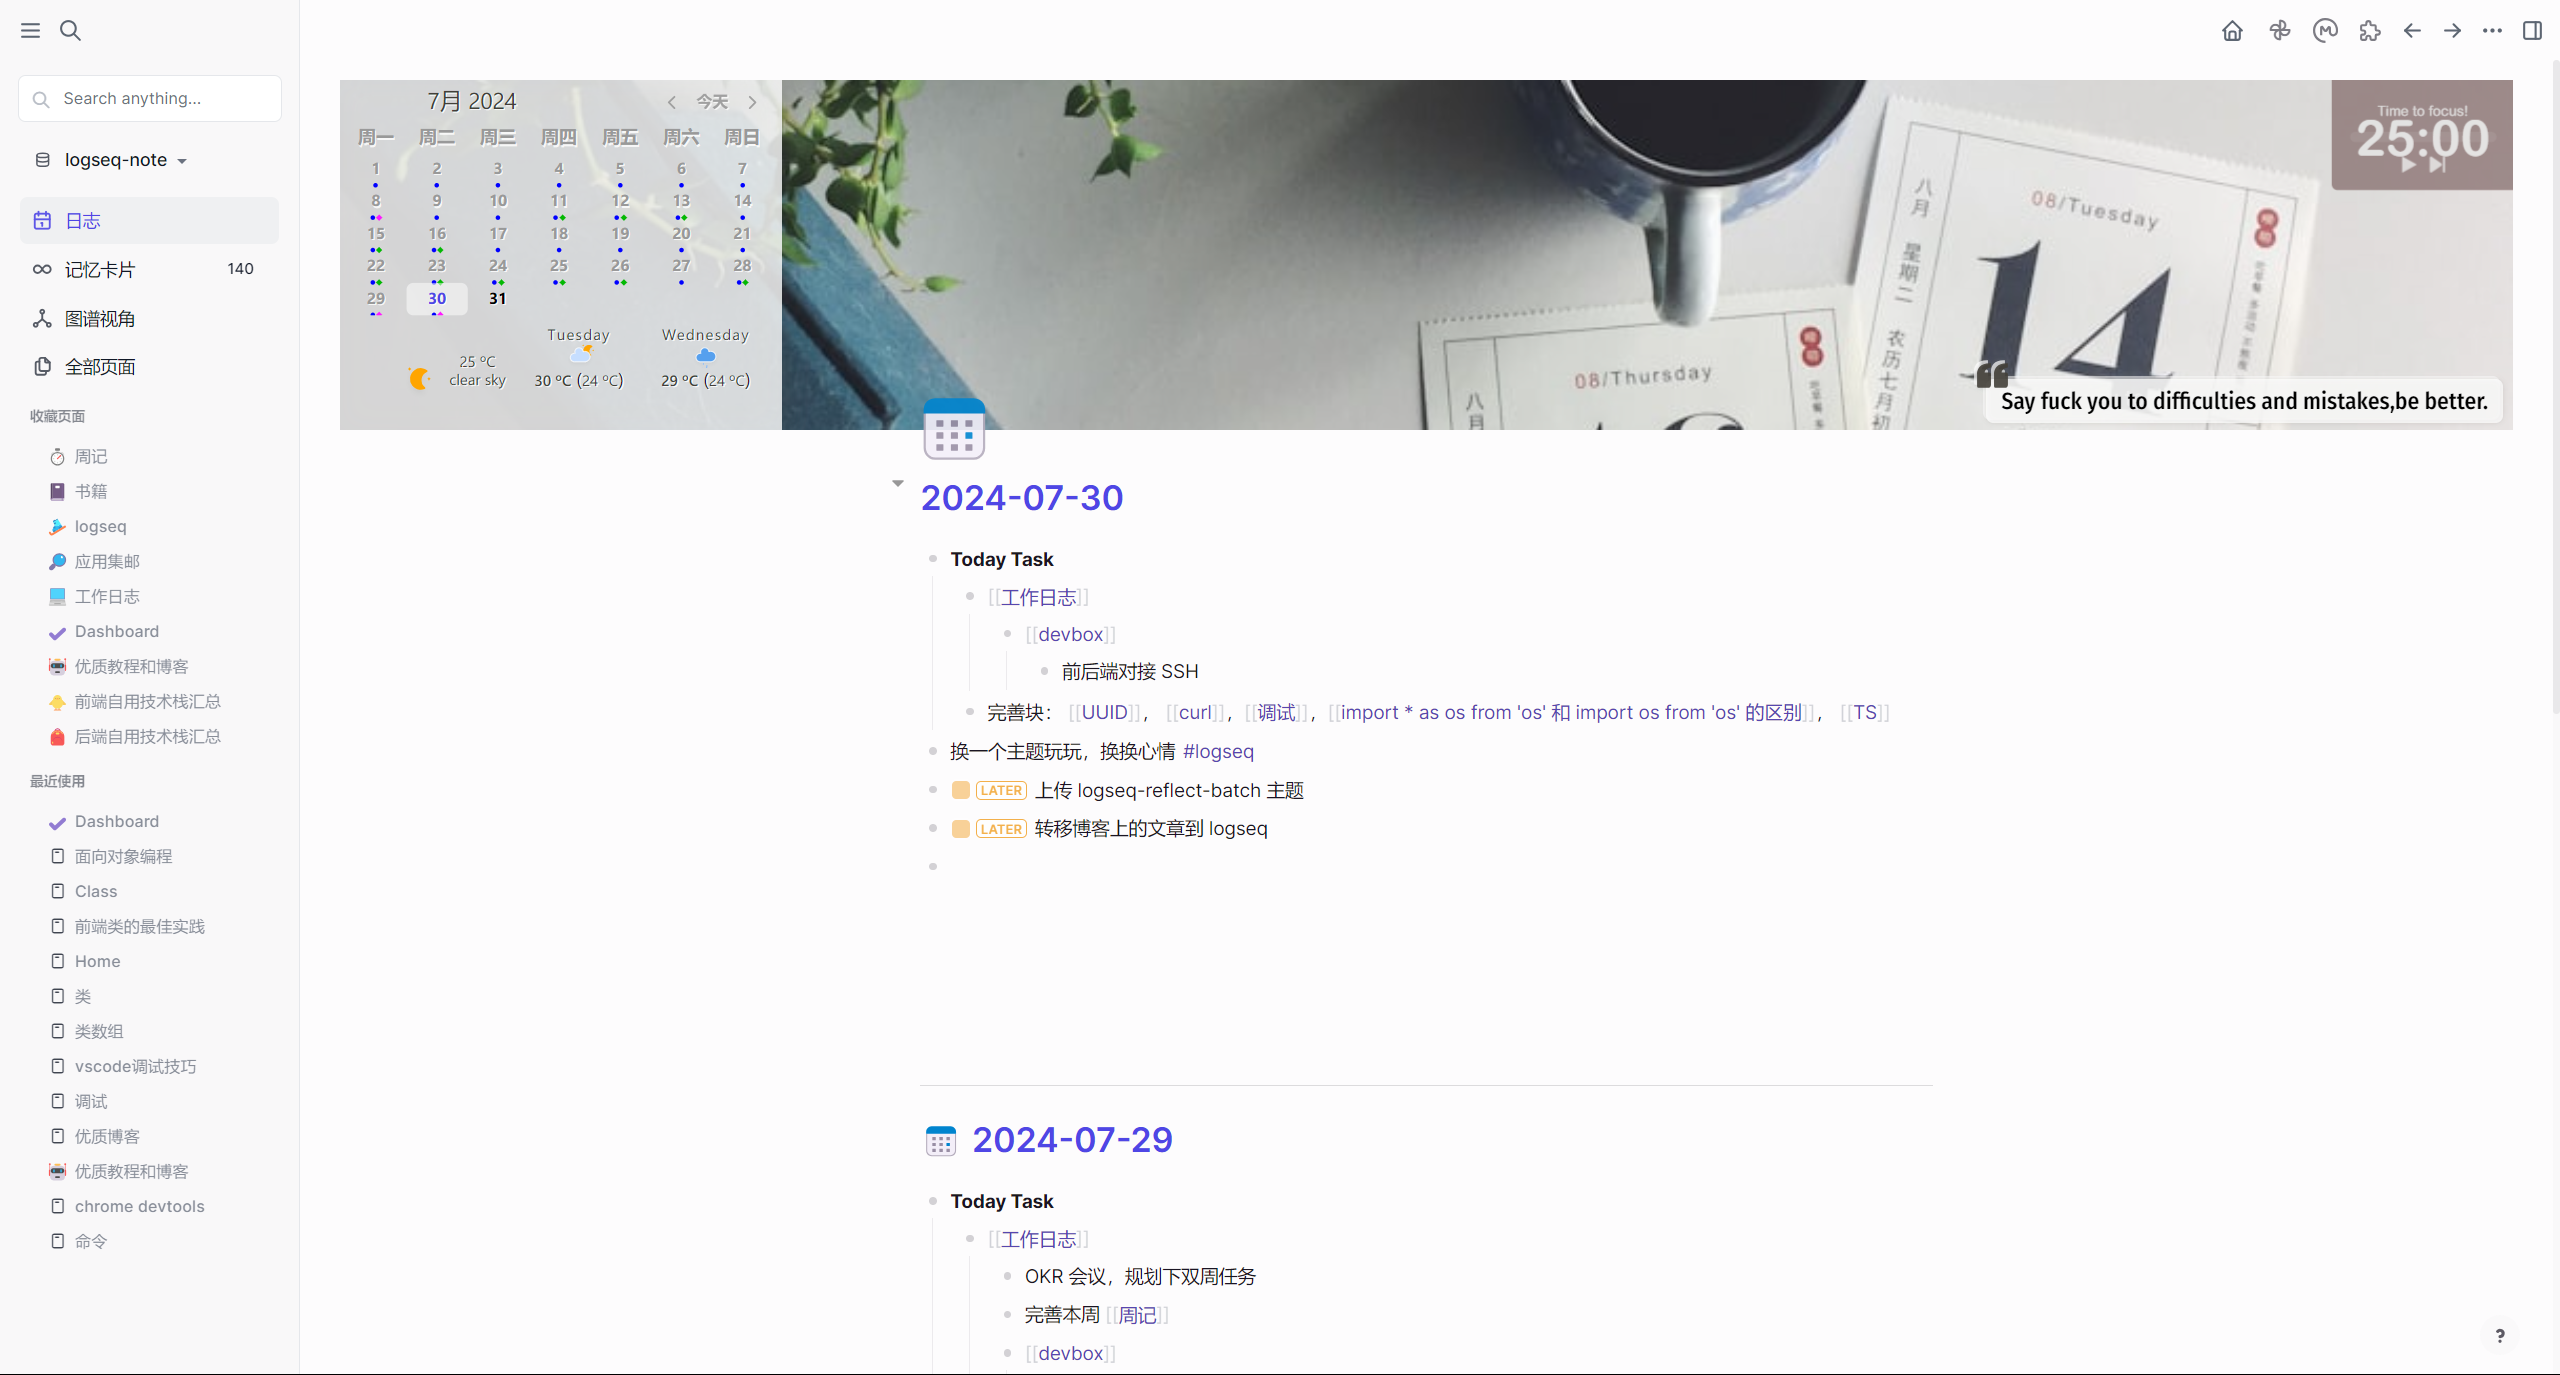 Search anything...
logseq-note
日志
记忆卡片 140
图谱视角
全部页面
收藏页面
周记
书籍
logseq
应用集邮
工作日志
Dashboard
优质教程和博客
前端自用技术栈汇总
后端自用技术栈汇总
最近使用
Dashboard
面向对象编程
Class
前端类的最佳实践
Home
类
类数组
vscode调试技巧
调试
优质博客
优质教程和博客
chrome devtools
命令
7月 2024 今天
周一 周二 周三 周四 周五 周六 周日
1 2 3 4 5 6 7
8 9 10 11 12 13 14
15 16 17 18 19 20 21
22 23 24 25 26 27 28
29 30 31
Tuesday Wednesday
25 ºC
clear sky
30 ºC (24 ºC) 29 ºC (24 ºC)
Time to focus!
25:00
八月 星期二 农历七月初
08/Tuesday
14
08/Thursday
八月
Say fuck you to difficulties and mistakes,be better.
2024-07-30
Today Task
[[工作日志]]
[[devbox]]
前后端对接 SSH
完善块： [[UUID]]， [[curl]]，[[调试]]，[[import * as os from 'os' 和 import os from 'os' 的区别]]， [[TS]]
换一个主题玩玩，换换心情 #logseq
LATER 上传 logseq-reflect-batch 主题
LATER 转移博客上的文章到 logseq
2024-07-29
Today Task
[[工作日志]]
OKR 会议，规划下双周任务
完善本周 [[周记]]
[[devbox]]
?